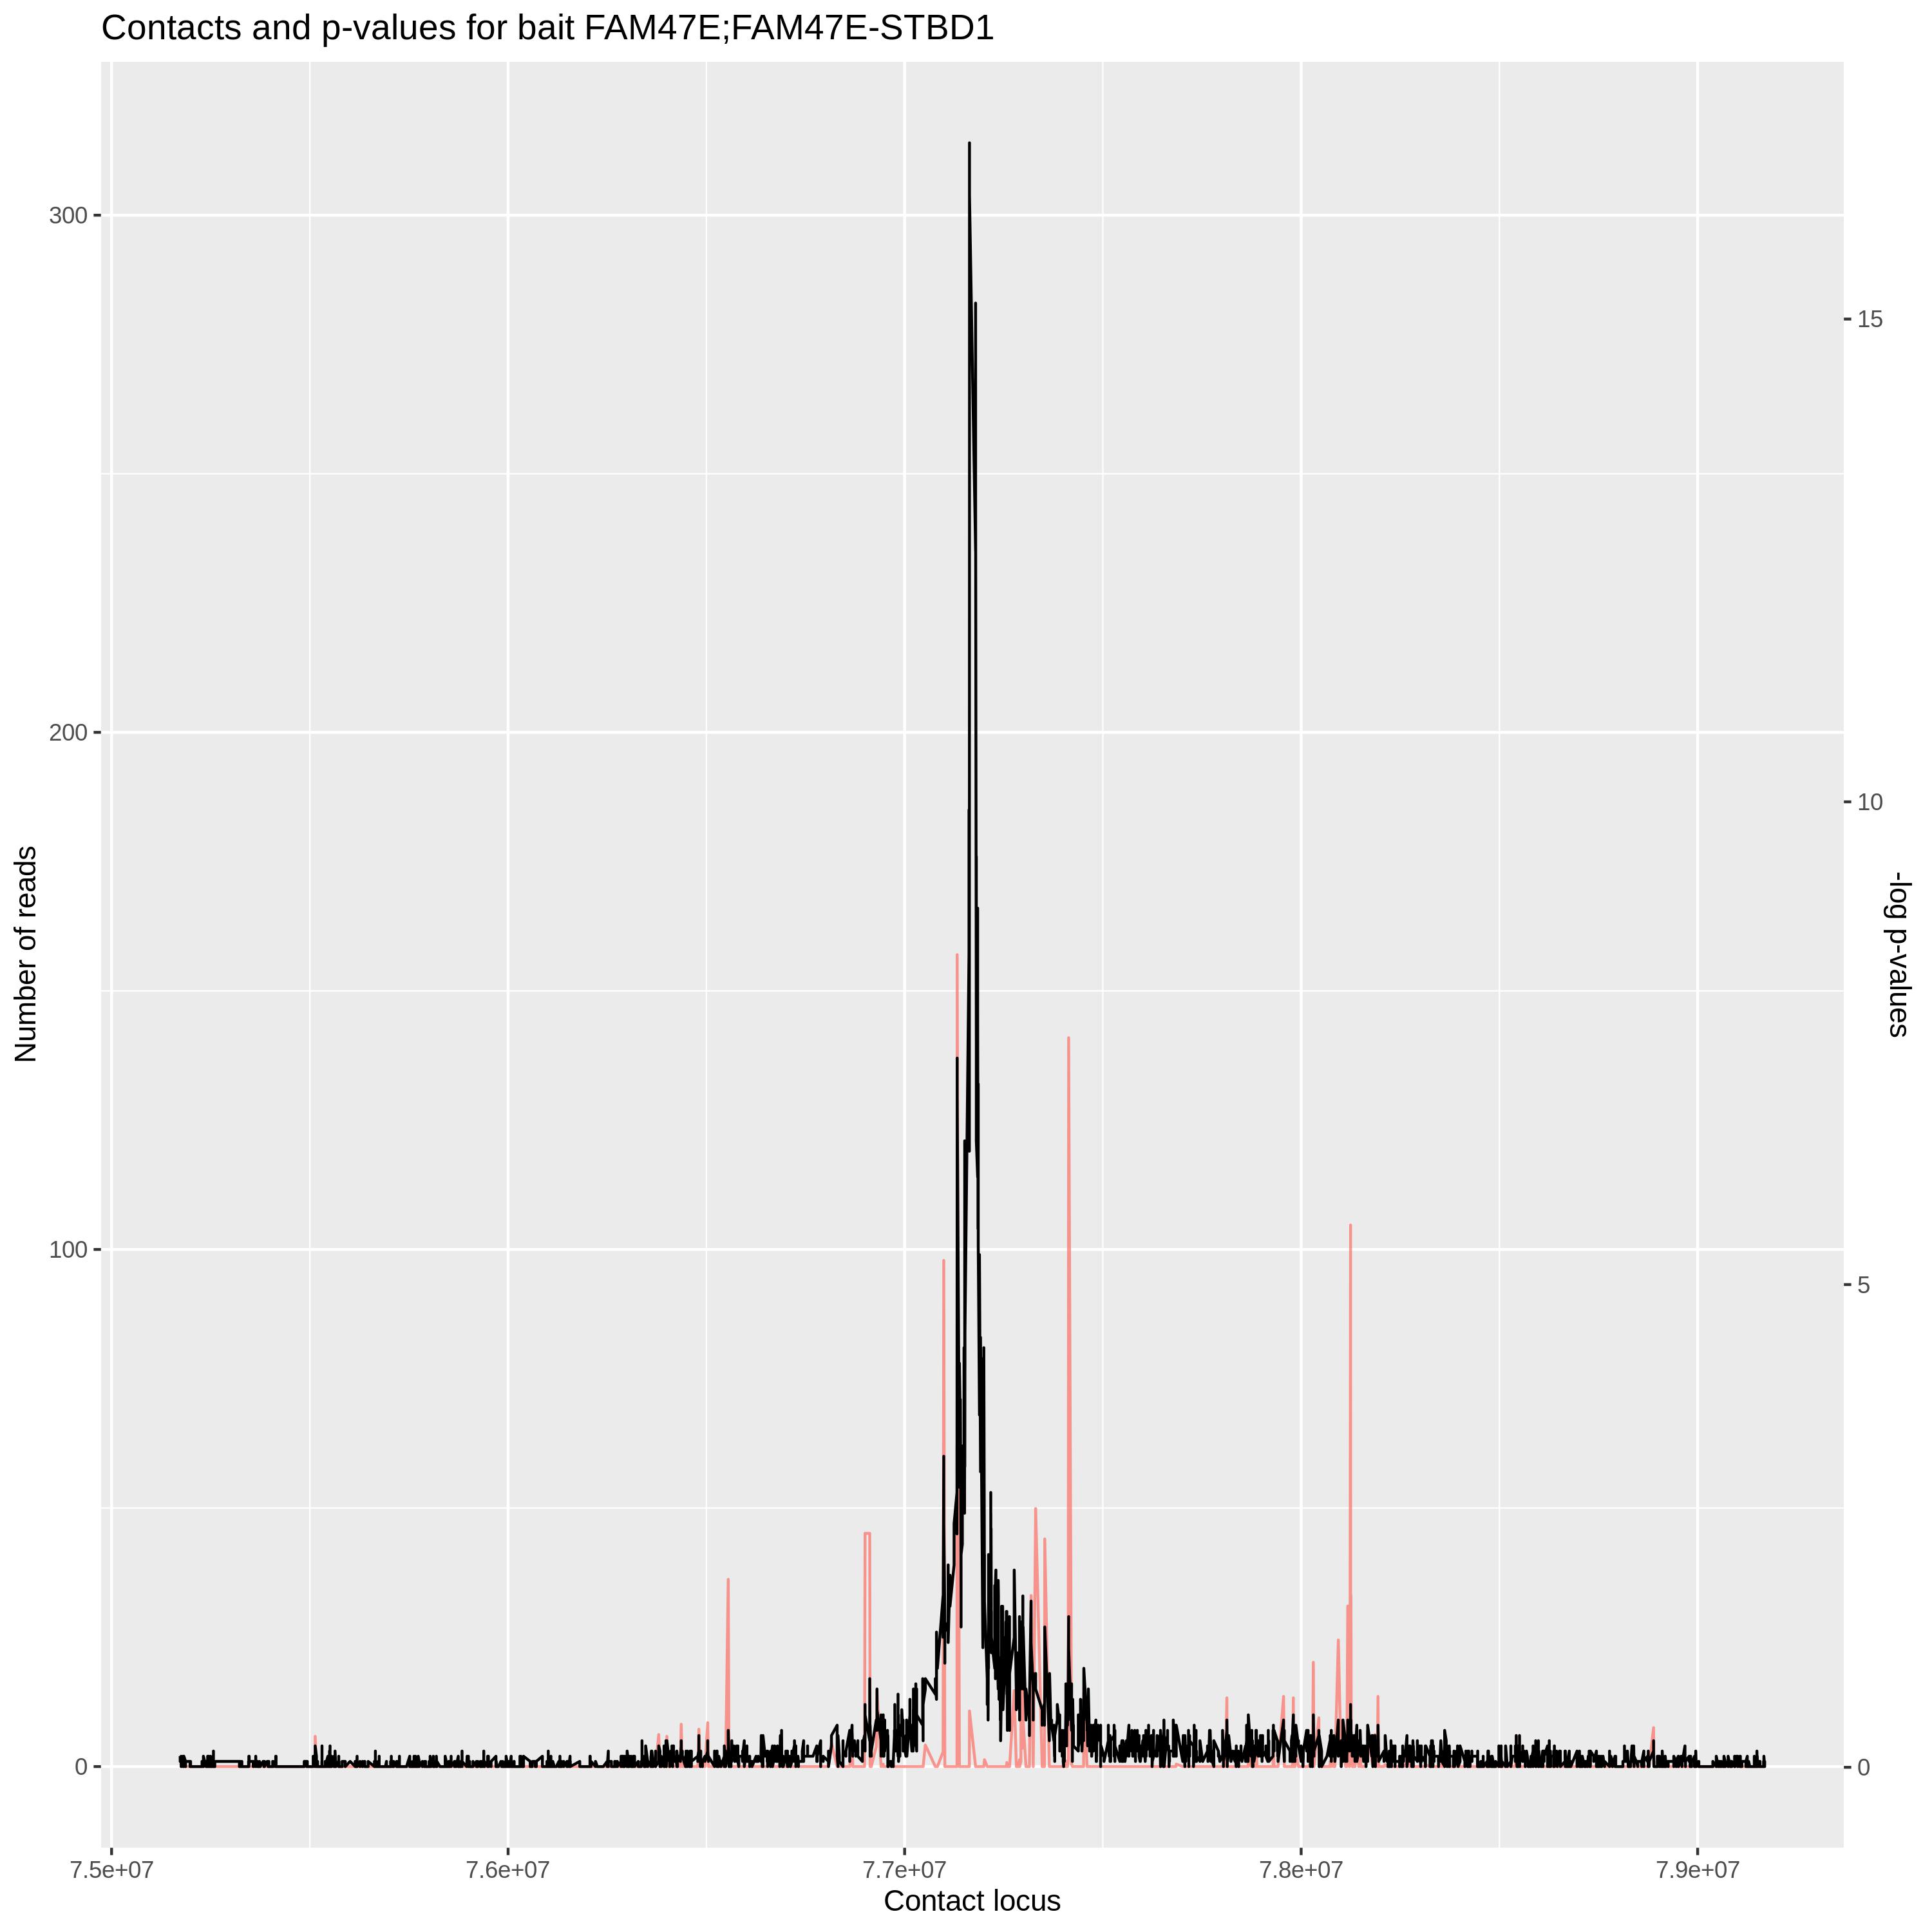 Contacts and p-values for bait FAM47E;FAM47E-STBD1
300
200
100
0
Number of reads
15
10
5
0
-log p-values
7.5e+07
7.6e+07
7.7e+07
7.8e+07
7.9e+07
Contact locus